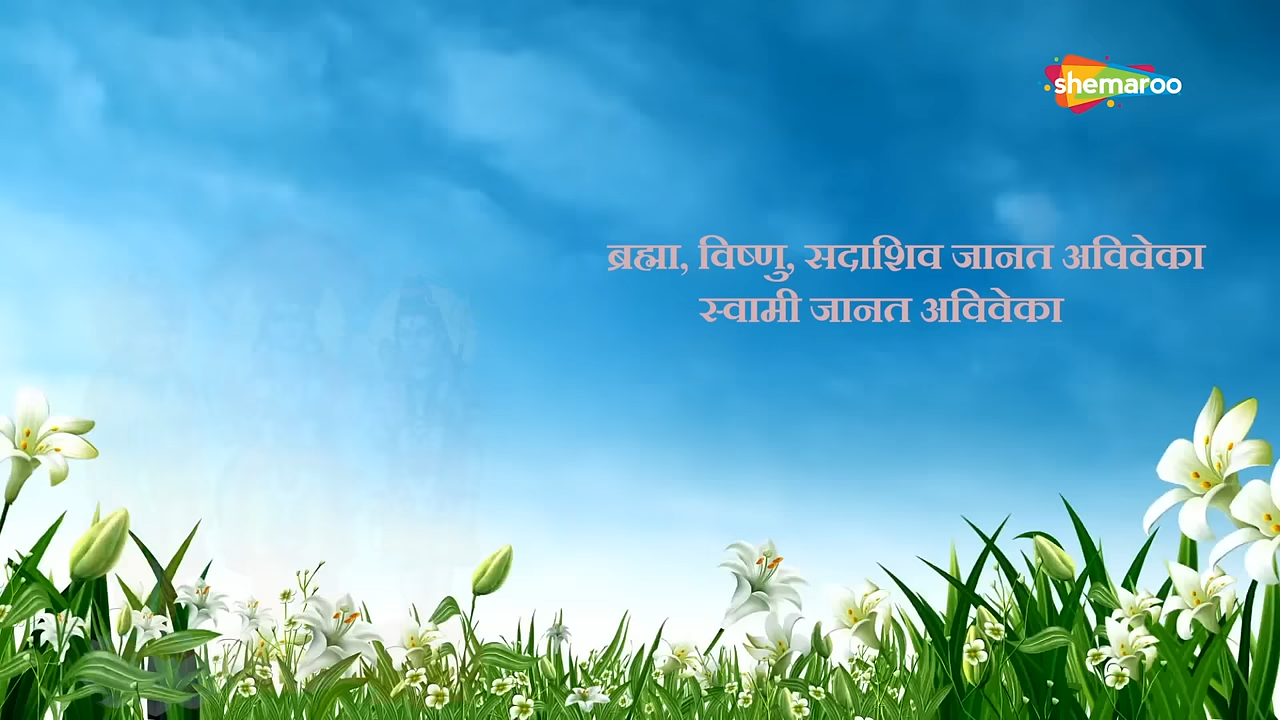 shemaroo
ब्रह्मा, विष्णु, सदाशिव जानत अविवेका
स्वामी जानत अविवेका